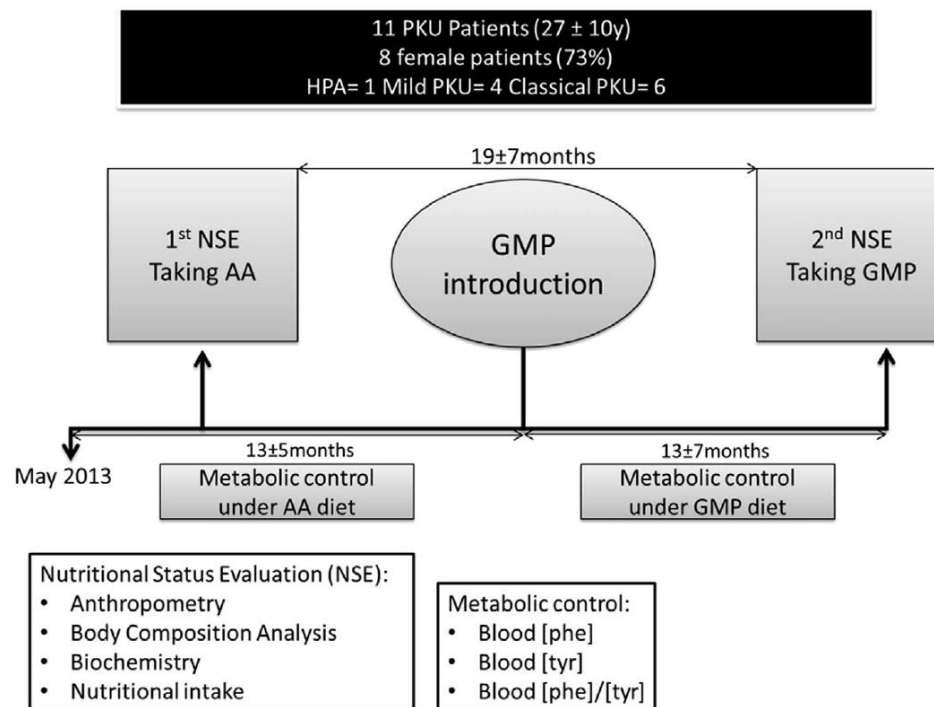 11 PKU Patients (27 ± 10y)
8 female patients (73%)
HPA= 1 Mild PKU= 4 Classical PKU= 6
19±7months
1st NSE
Taking AA
GMP
introduction
2nd NSE
Taking GMP
13±5months
13±7months
May 2013
Metabolic control
under AA diet
Metabolic control
under GMP diet
Nutritional Status Evaluation (NSE):
• Anthropometry
• Body Composition Analysis
• Biochemistry
• Nutritional intake
Metabolic control:
• Blood [phe]
• Blood [tyr]
• Blood [phe]/[tyr]